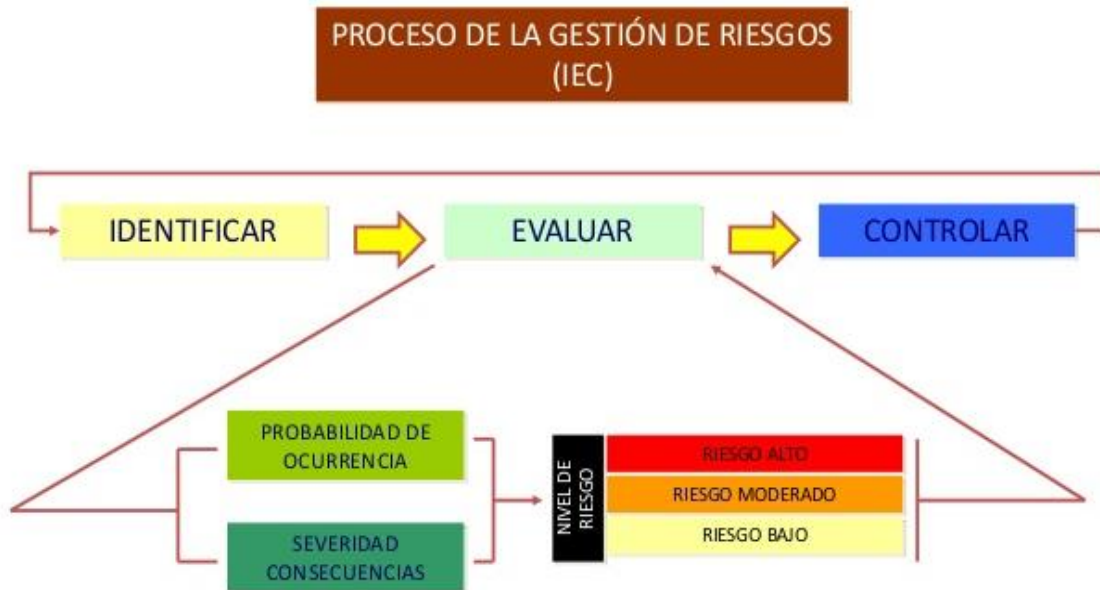 PROCESO DE LA GESTIÓN DE RIESGOS
(IEC)
IDENTIFICAR
EVALUAR
CONTROLAR
PROBABILIDAD DE
OCURRENCIA
SEVERIDAD
CONSECUENCIAS
NIVEL DE
RIESGO
RIESGO ALTO
RIESGO MODERADO
RIESGO BAJO